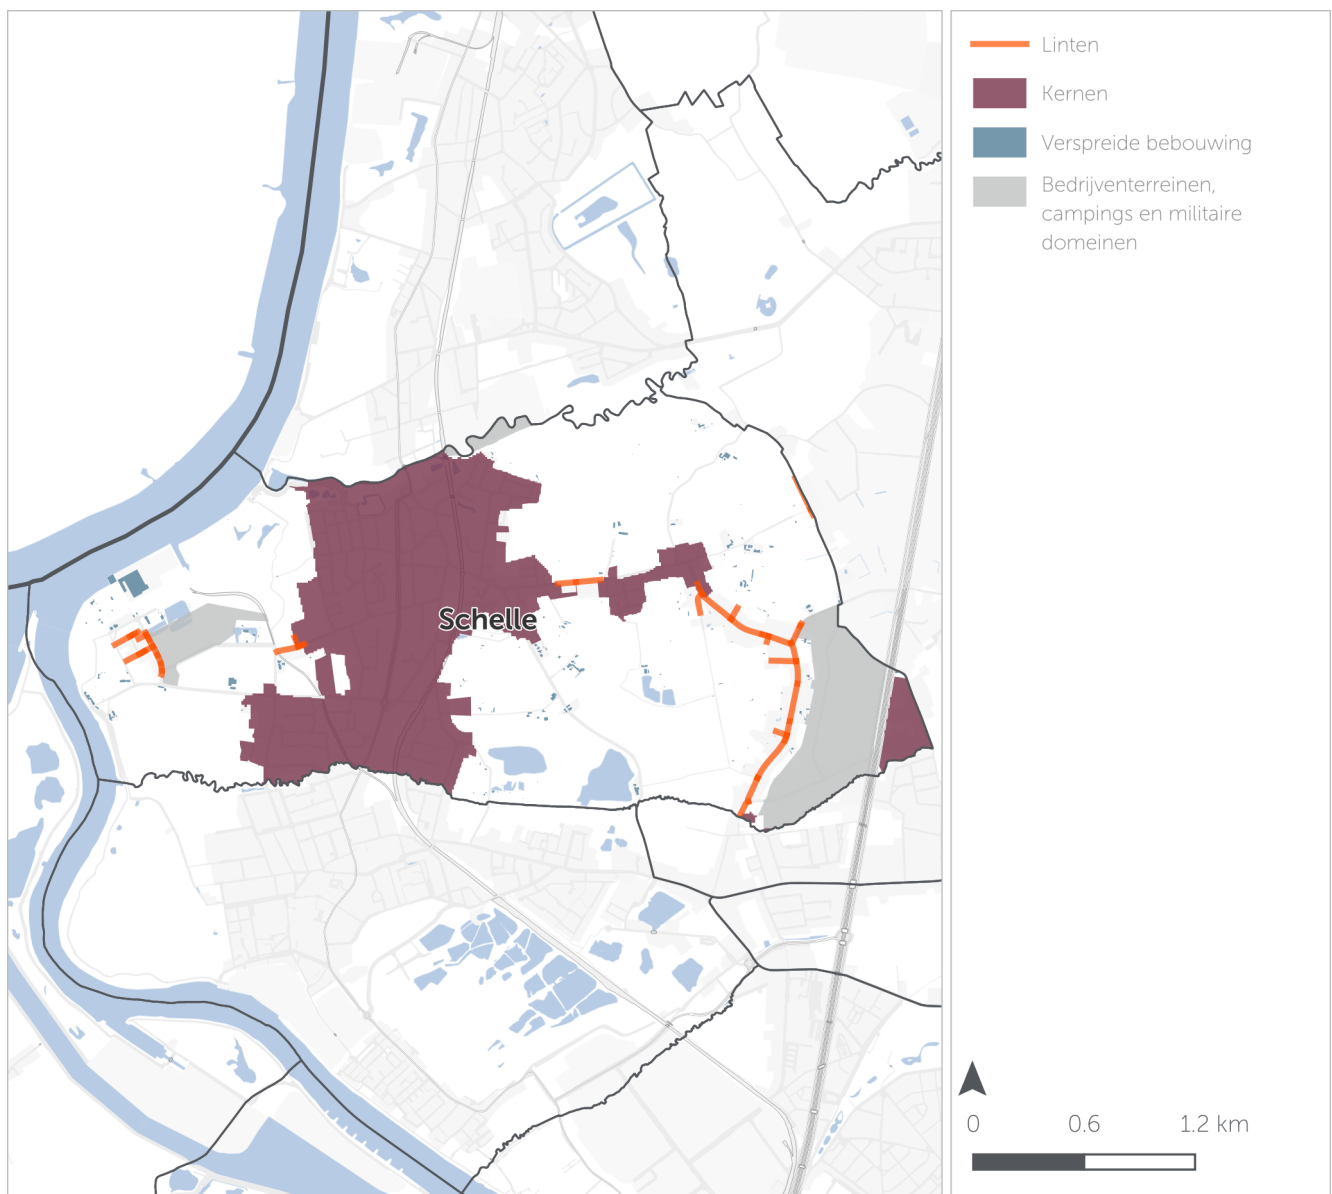 Linten
Kernen
Verspreide bebouwing
Bedrijventerreinen,
campings en militaire
domeinen
Schelle
0 0.6 1.2 km